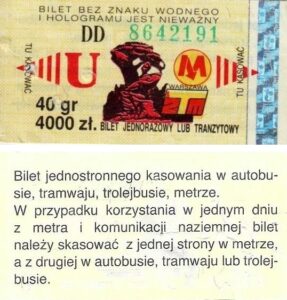 BILET BEZ ZNAKU WODNEGO
I HOLOGRAMU JEST NIEWAŻNY
DD 8642191
TU KASOWAĆ
U
M
WARSZAWA
TU KASOWAĆ
40 gr
4000 zł.
BILET JEDNORAZOWY LUB TRANZYTOWY
Bilet jednostronnego kasowania w autobu-
sie, tramwaju, trolejbusie, metrze.
W przypadku korzystania w jednym dniu
z metra i komunikacji naziemnej bilet
należy skasować z jednej strony w metrze,
a z drugiej w autobusie, tramwaju lub trolej-
busie.